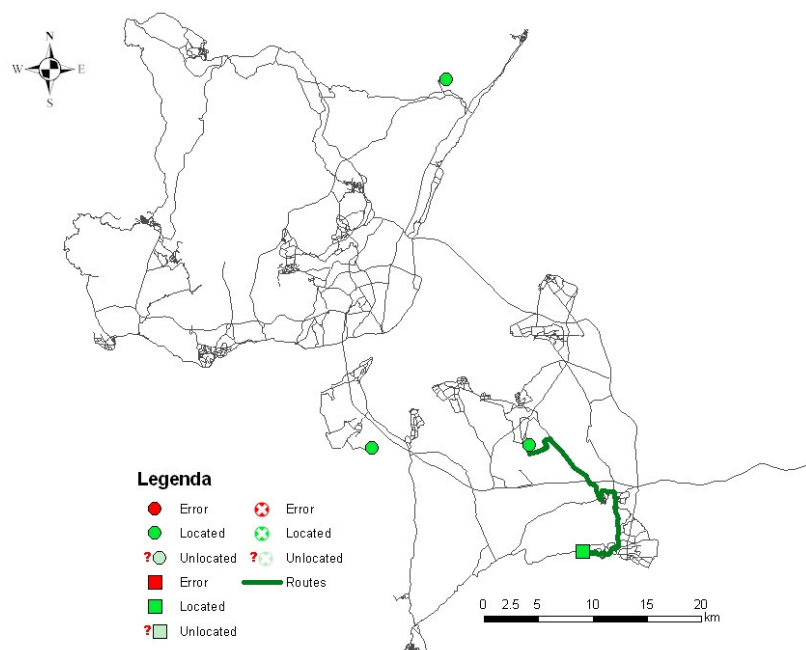 N
W E
S
Legenda
Error Error
Located Located
? Unlocated ? Unlocated
Error Routes
Located
? Unlocated
0 2.5 5 10 15 20
km